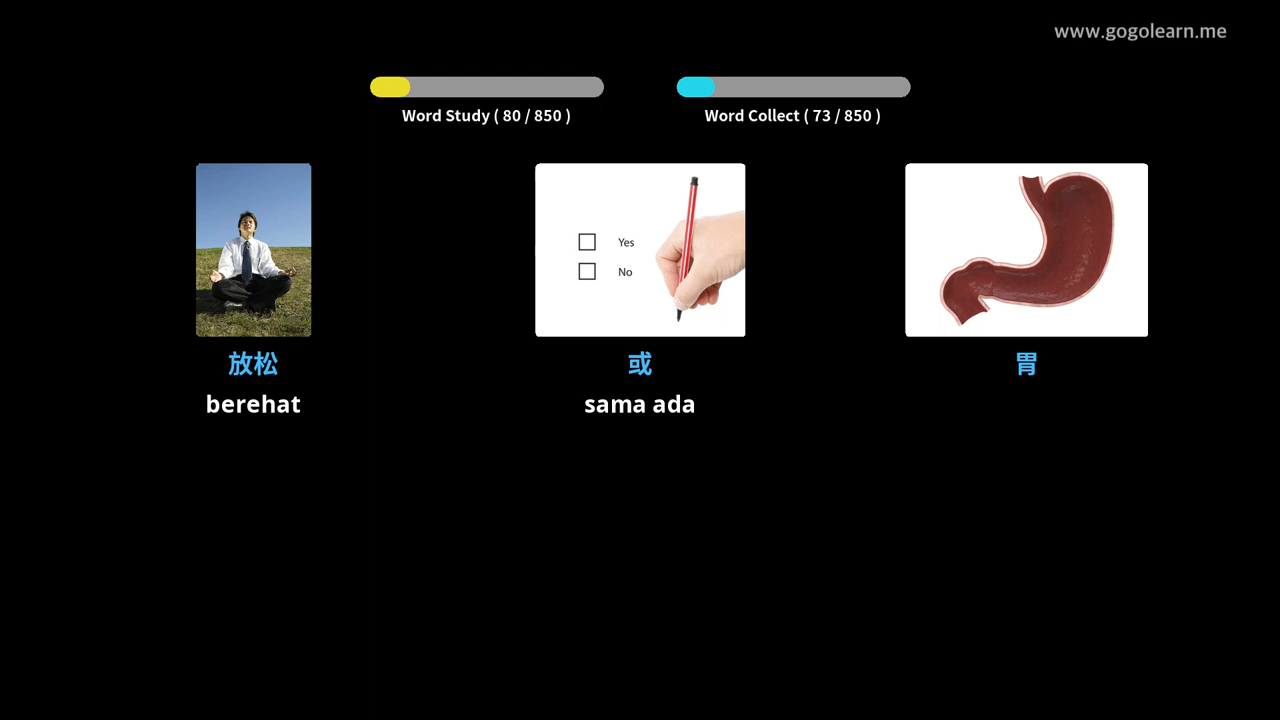 www.gogolearn.me
Word Study ( 80 / 850 )
Word Collect ( 73 / 850 )
Yes
No
放松
或
胃
berehat
sama ada